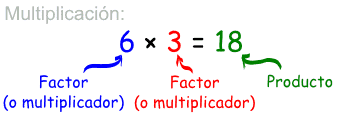 Multiplicación:
6 × 3 = 18
Factor Factor Producto
(o multiplicador) (o multiplicador)